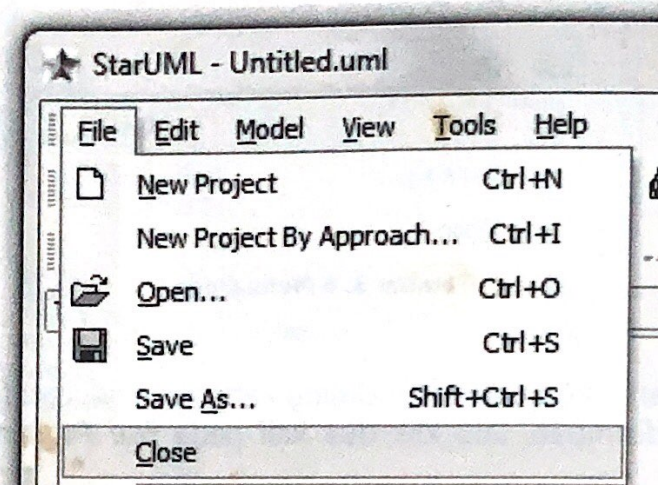 StarUML - Untitled.uml
File Edit Model View Tools Help
New Project Ctrl+N
New Project By Approach... Ctrl+I
Open... Ctrl+O
Save Ctrl+S
Save As... Shift+Ctrl+S
Close